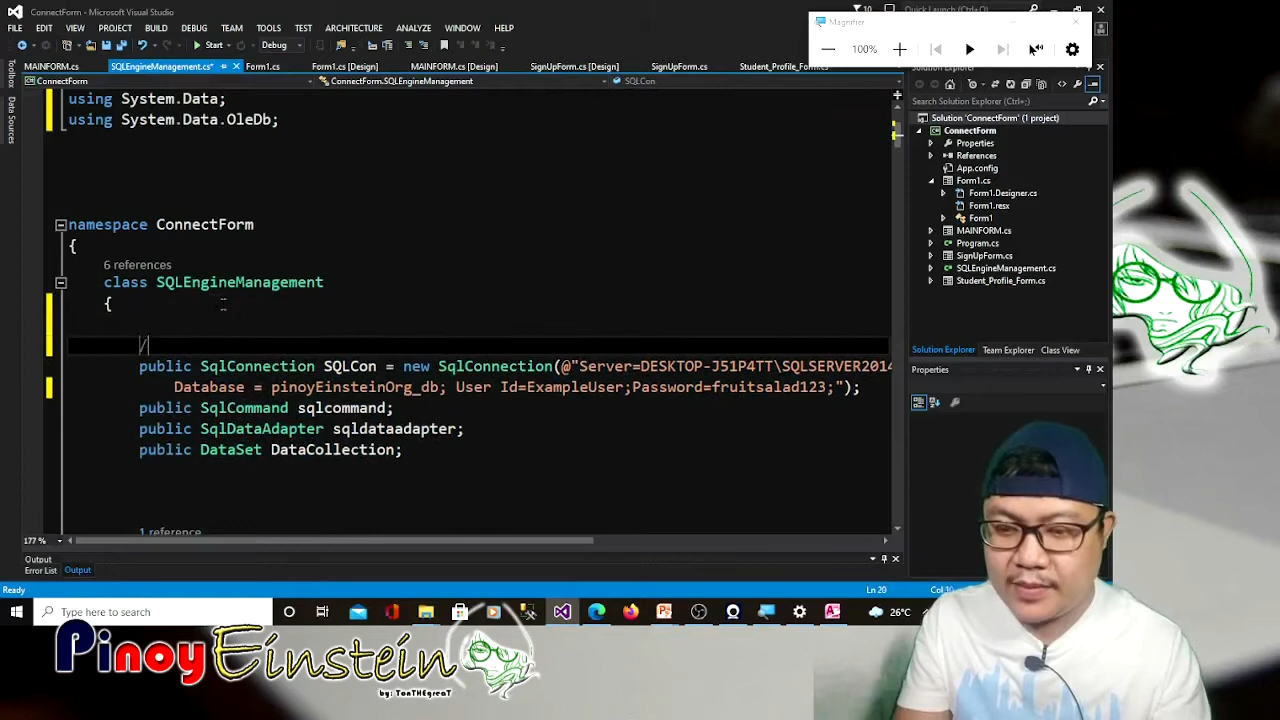 ConnectForm - Microsoft Visual Studio
Quick Launch (Ctrl+Q)
FILE EDIT VIEW BUILD DEBUG TEAM TOOLS TEST ARCHITECTURE ANALYZE WINDOW HELP
Magnifier
100%
Start Debug
MAINFORM.cs SQLEngineManagement.cs* Form1.cs Form1.cs [Design] MAINFORM.cs [Design] SignUpForm.cs [Design] SignUpForm.cs
ConnectForm ConnectForm.SQLEngineManagement SQLCon
Toolbox
Data Sources
using System.Data;
using System.Data.OleDb;
namespace ConnectForm
{
6 references
class SQLEngineManagement
{
/
public SqlConnection SQLCon = new SqlConnection(@"Server=DESKTOP-J51P4TT\SQLSERVER2014
Database = pinoyEinsteinOrg_db; User Id=ExampleUser;Password=fruitsalad123;");
public SqlCommand sqlcommand;
public SqlDataAdapter sqldataadapter;
public DataSet DataCollection;
1 reference
177 %
Output
Error List Output
Ready Ln 20
Solution Explorer
Search Solution Explorer (Ctrl+;)
Solution 'ConnectForm' (1 project)
ConnectForm
Properties
References
App.config
Form1.cs
Form1.Designer.cs
Form1.resx
Form1
MAINFORM.cs
Program.cs
SignUpForm.cs
SQLEngineManagement.cs
Student_Profile_Form.cs
Solution Explorer Team Explorer Class View
Properties
Type here to search
26°C
PinoyEinstein
by: TonTHEgreaT